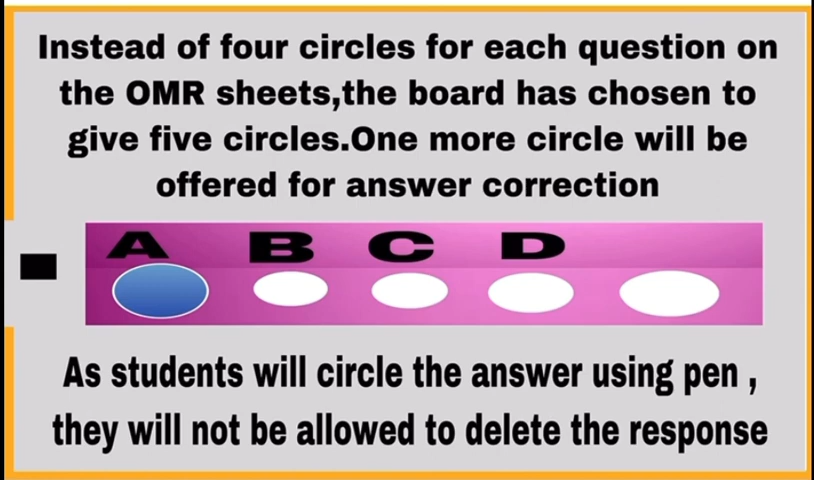 Instead of four circles for each question on
the OMR sheets,the board has chosen to
give five circles.One more circle will be
offered for answer correction
A B C D
As students will circle the answer using pen ,
they will not be allowed to delete the response